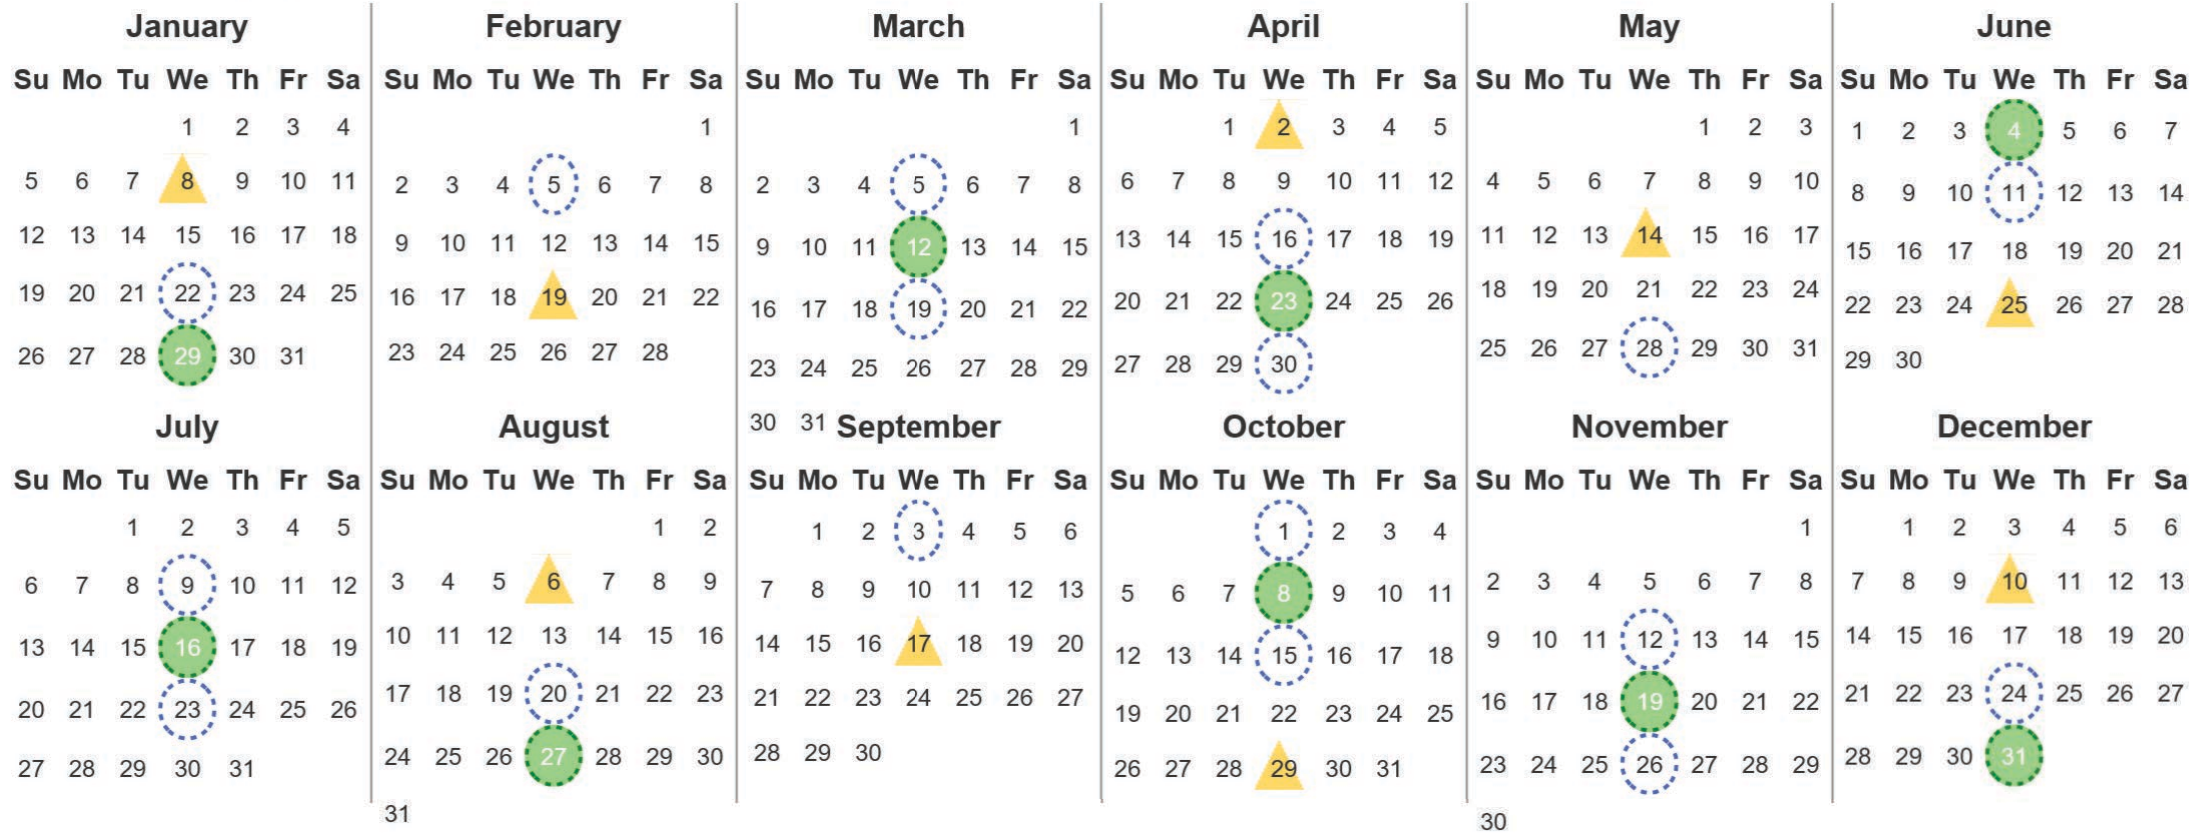 January
Su Mo Tu We Th Fr Sa
1 2 3 4
5 6 7 8 9 10 11
12 13 14 15 16 17 18
19 20 21 22 23 24 25
26 27 28 29 30 31
February
Su Mo Tu We Th Fr Sa
1
2 3 4 5 6 7 8
9 10 11 12 13 14 15
16 17 18 19 20 21 22
23 24 25 26 27 28
March
Su Mo Tu We Th Fr Sa
1
2 3 4 5 6 7 8
9 10 11 12 13 14 15
16 17 18 19 20 21 22
23 24 25 26 27 28 29
30 31
April
Su Mo Tu We Th Fr Sa
1 2 3 4 5
6 7 8 9 10 11 12
13 14 15 16 17 18 19
20 21 22 23 24 25 26
27 28 29 30
May
Su Mo Tu We Th Fr Sa
1 2 3
4 5 6 7 8 9 10
11 12 13 14 15 16 17
18 19 20 21 22 23 24
25 26 27 28 29 30 31
June
Su Mo Tu We Th Fr Sa
1 2 3 4 5 6 7
8 9 10 11 12 13 14
15 16 17 18 19 20 21
22 23 24 25 26 27 28
29 30
July
Su Mo Tu We Th Fr Sa
1 2 3 4 5
6 7 8 9 10 11 12
13 14 15 16 17 18 19
20 21 22 23 24 25 26
27 28 29 30 31
August
Su Mo Tu We Th Fr Sa
1 2
3 4 5 6 7 8 9
10 11 12 13 14 15 16
17 18 19 20 21 22 23
24 25 26 27 28 29 30
31
September
Su Mo Tu We Th Fr Sa
1 2 3 4 5 6
7 8 9 10 11 12 13
14 15 16 17 18 19 20
21 22 23 24 25 26 27
28 29 30
October
Su Mo Tu We Th Fr Sa
1 2 3 4
5 6 7 8 9 10 11
12 13 14 15 16 17 18
19 20 21 22 23 24 25
26 27 28 29 30 31
November
Su Mo Tu We Th Fr Sa
1
2 3 4 5 6 7 8
9 10 11 12 13 14 15
16 17 18 19 20 21 22
23 24 25 26 27 28 29
30
December
Su Mo Tu We Th Fr Sa
1 2 3 4 5 6
7 8 9 10 11 12 13
14 15 16 17 18 19 20
21 22 23 24 25 26 27
28 29 30 31